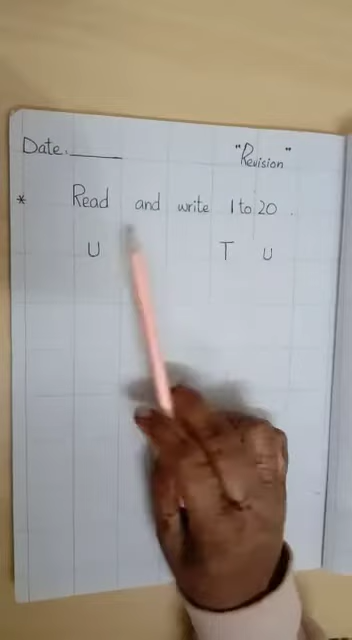 Date. ______ "Revision"
* Read and write 1 to 20 .
U T U